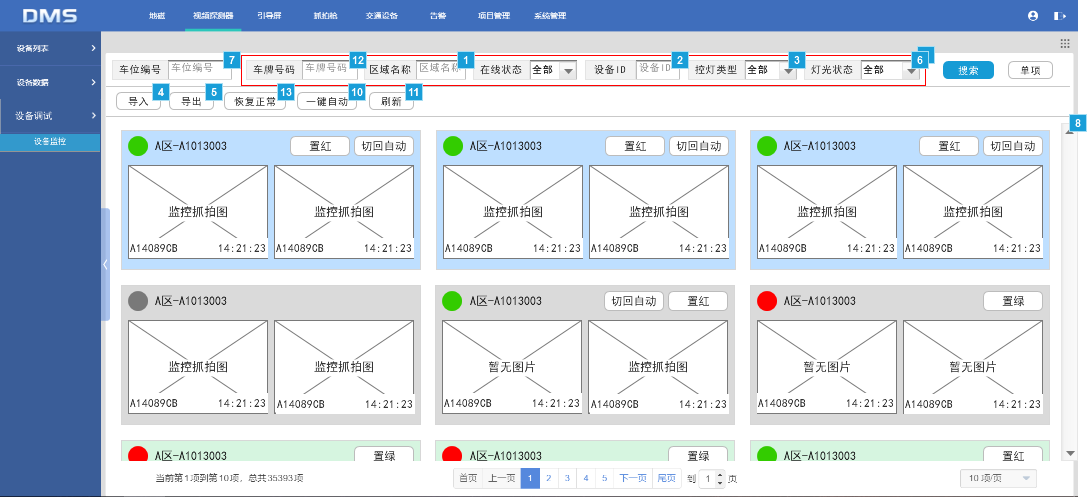 DMS 地磁 视频探测器 引导屏 抓拍枪 交通设备 告警 项目管理 系统管理
设备列表
设备数据
设备调试
设备监控
7 12 1 2 3 6
车位编号 车位编号 车牌号码 车牌号码 区域名称 区域名称 在线状态 全部 设备ID 设备ID 控灯类型 全部 灯光状态 全部 搜索 单项
4 5 13 10 11
导入 导出 恢复正常 一键自动 刷新
8
A区-A1013003 置红 切回自动 A区-A1013003 置红 切回自动 A区-A1013003 置红 切回自动
监控抓拍图 监控抓拍图 监控抓拍图 监控抓拍图 监控抓拍图 监控抓拍图
A14089CB 14:21:23 A14089CB 14:21:23 A14089CB 14:21:23 A14089CB 14:21:23 A14089CB 14:21:23 A14089CB 14:21:23
A区-A1013003 A区-A1013003 切回自动 置红 A区-A1013003 置绿
监控抓拍图 监控抓拍图 暂无图片 监控抓拍图 暂无图片 暂无图片
A14089CB 14:21:23 A14089CB 14:21:23 A14089CB 14:21:23 A14089CB 14:21:23 A14089CB 14:21:23 A14089CB 14:21:23
A区-A1013003 置绿 A区-A1013003 置绿 A区-A1013003 置红
当前第1项到第10项，总共35393项 首页 上一页 1 2 3 4 5 下一页 尾页 到 1 页 10 项/页